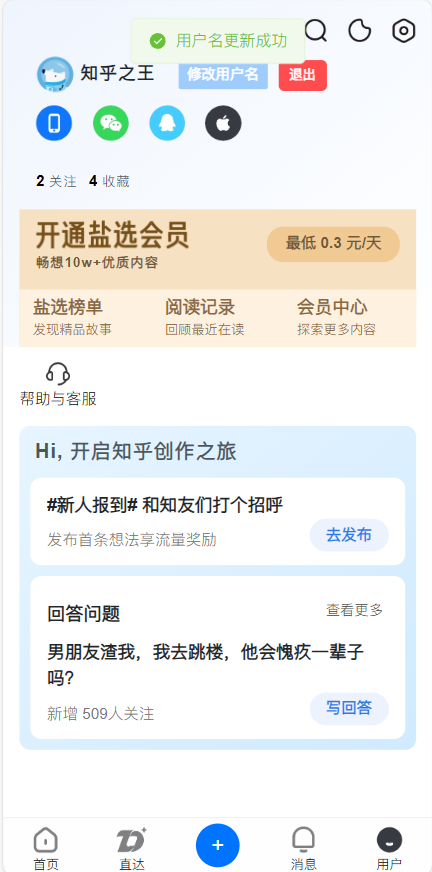 用户名更新成功
知乎之王
修改用户名
退出
2 关注 4 收藏
开通盐选会员
畅想10w+优质内容
最低 0.3 元/天
盐选榜单
发现精品故事
阅读记录
回顾最近在读
会员中心
探索更多内容
帮助与客服
Hi, 开启知乎创作之旅
#新人报到# 和知友们打个招呼
发布首条想法享流量奖励
去发布
回答问题
查看更多
男朋友渣我，我去跳楼，他会愧疚一辈子
吗?
新增 509人关注
写回答
首页
直达
消息
用户